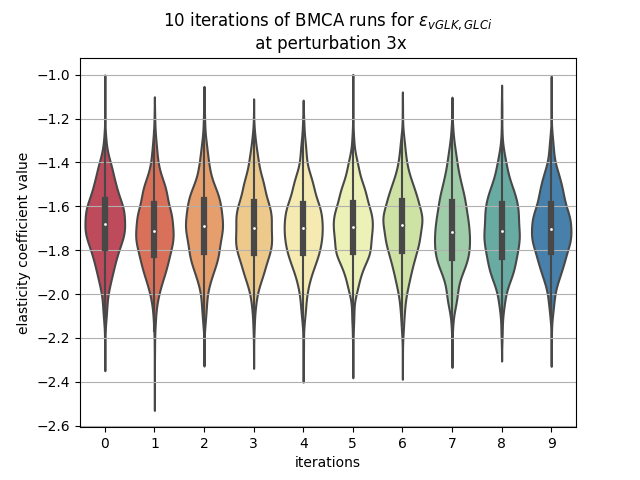 10 iterations of BMCA runs for ε_{vGLK, GLCi}
at perturbation 3x
elasticity coefficient value
−1.0
−1.2
−1.4
−1.6
−1.8
−2.0
−2.2
−2.4
−2.6
0 1 2 3 4 5 6 7 8 9
iterations